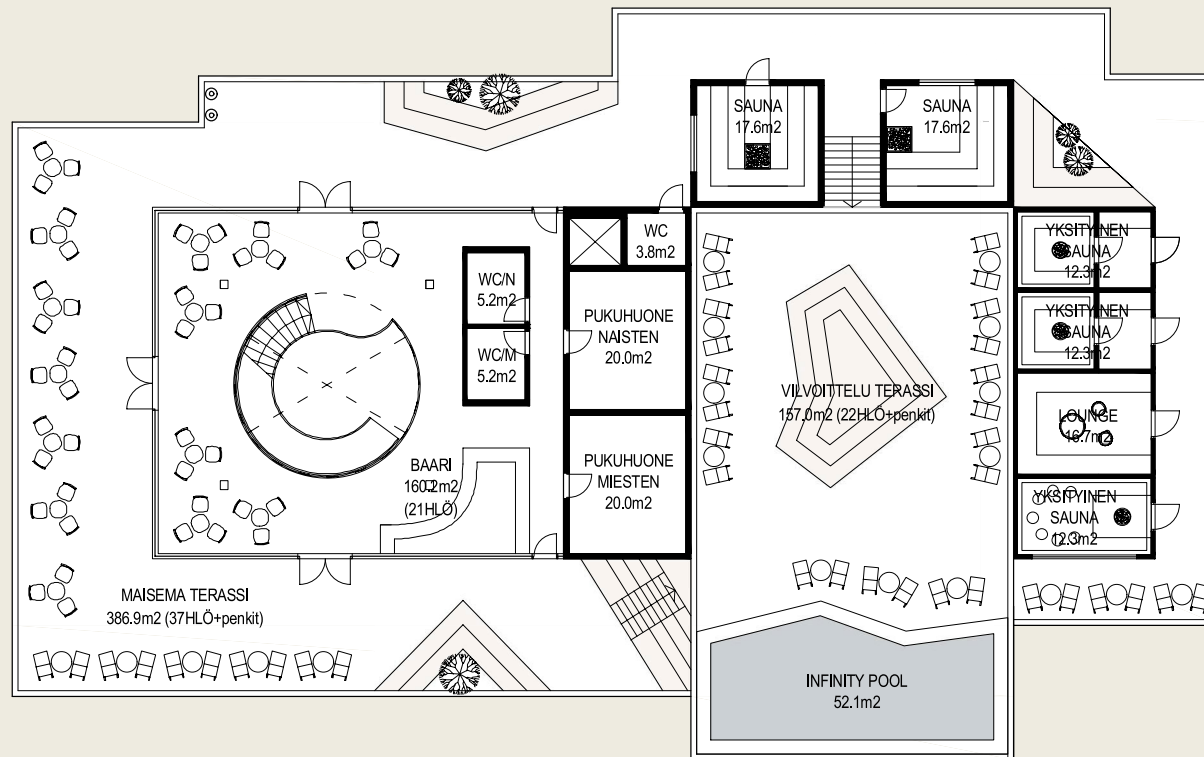 SAUNA
17.6m2
SAUNA
17.6m2
WC
3.8m2
WC/N
5.2m2
WC/M
5.2m2
PUKUHUONE
NAISTEN
20.0m2
PUKUHUONE
MIESTEN
20.0m2
BAARI
160.2m2
(21HLÖ)
VILVOITTELU TERASSI
157.0m2 (22HLÖ+penkit)
YKSITYINEN
SAUNA
12.3m2
YKSITYINEN
SAUNA
12.3m2
LOUNGE
16.7m2
YKSITYINEN
SAUNA
12.3m2
MAISEMA TERASSI
386.9m2 (37HLÖ+penkit)
INFINITY POOL
52.1m2